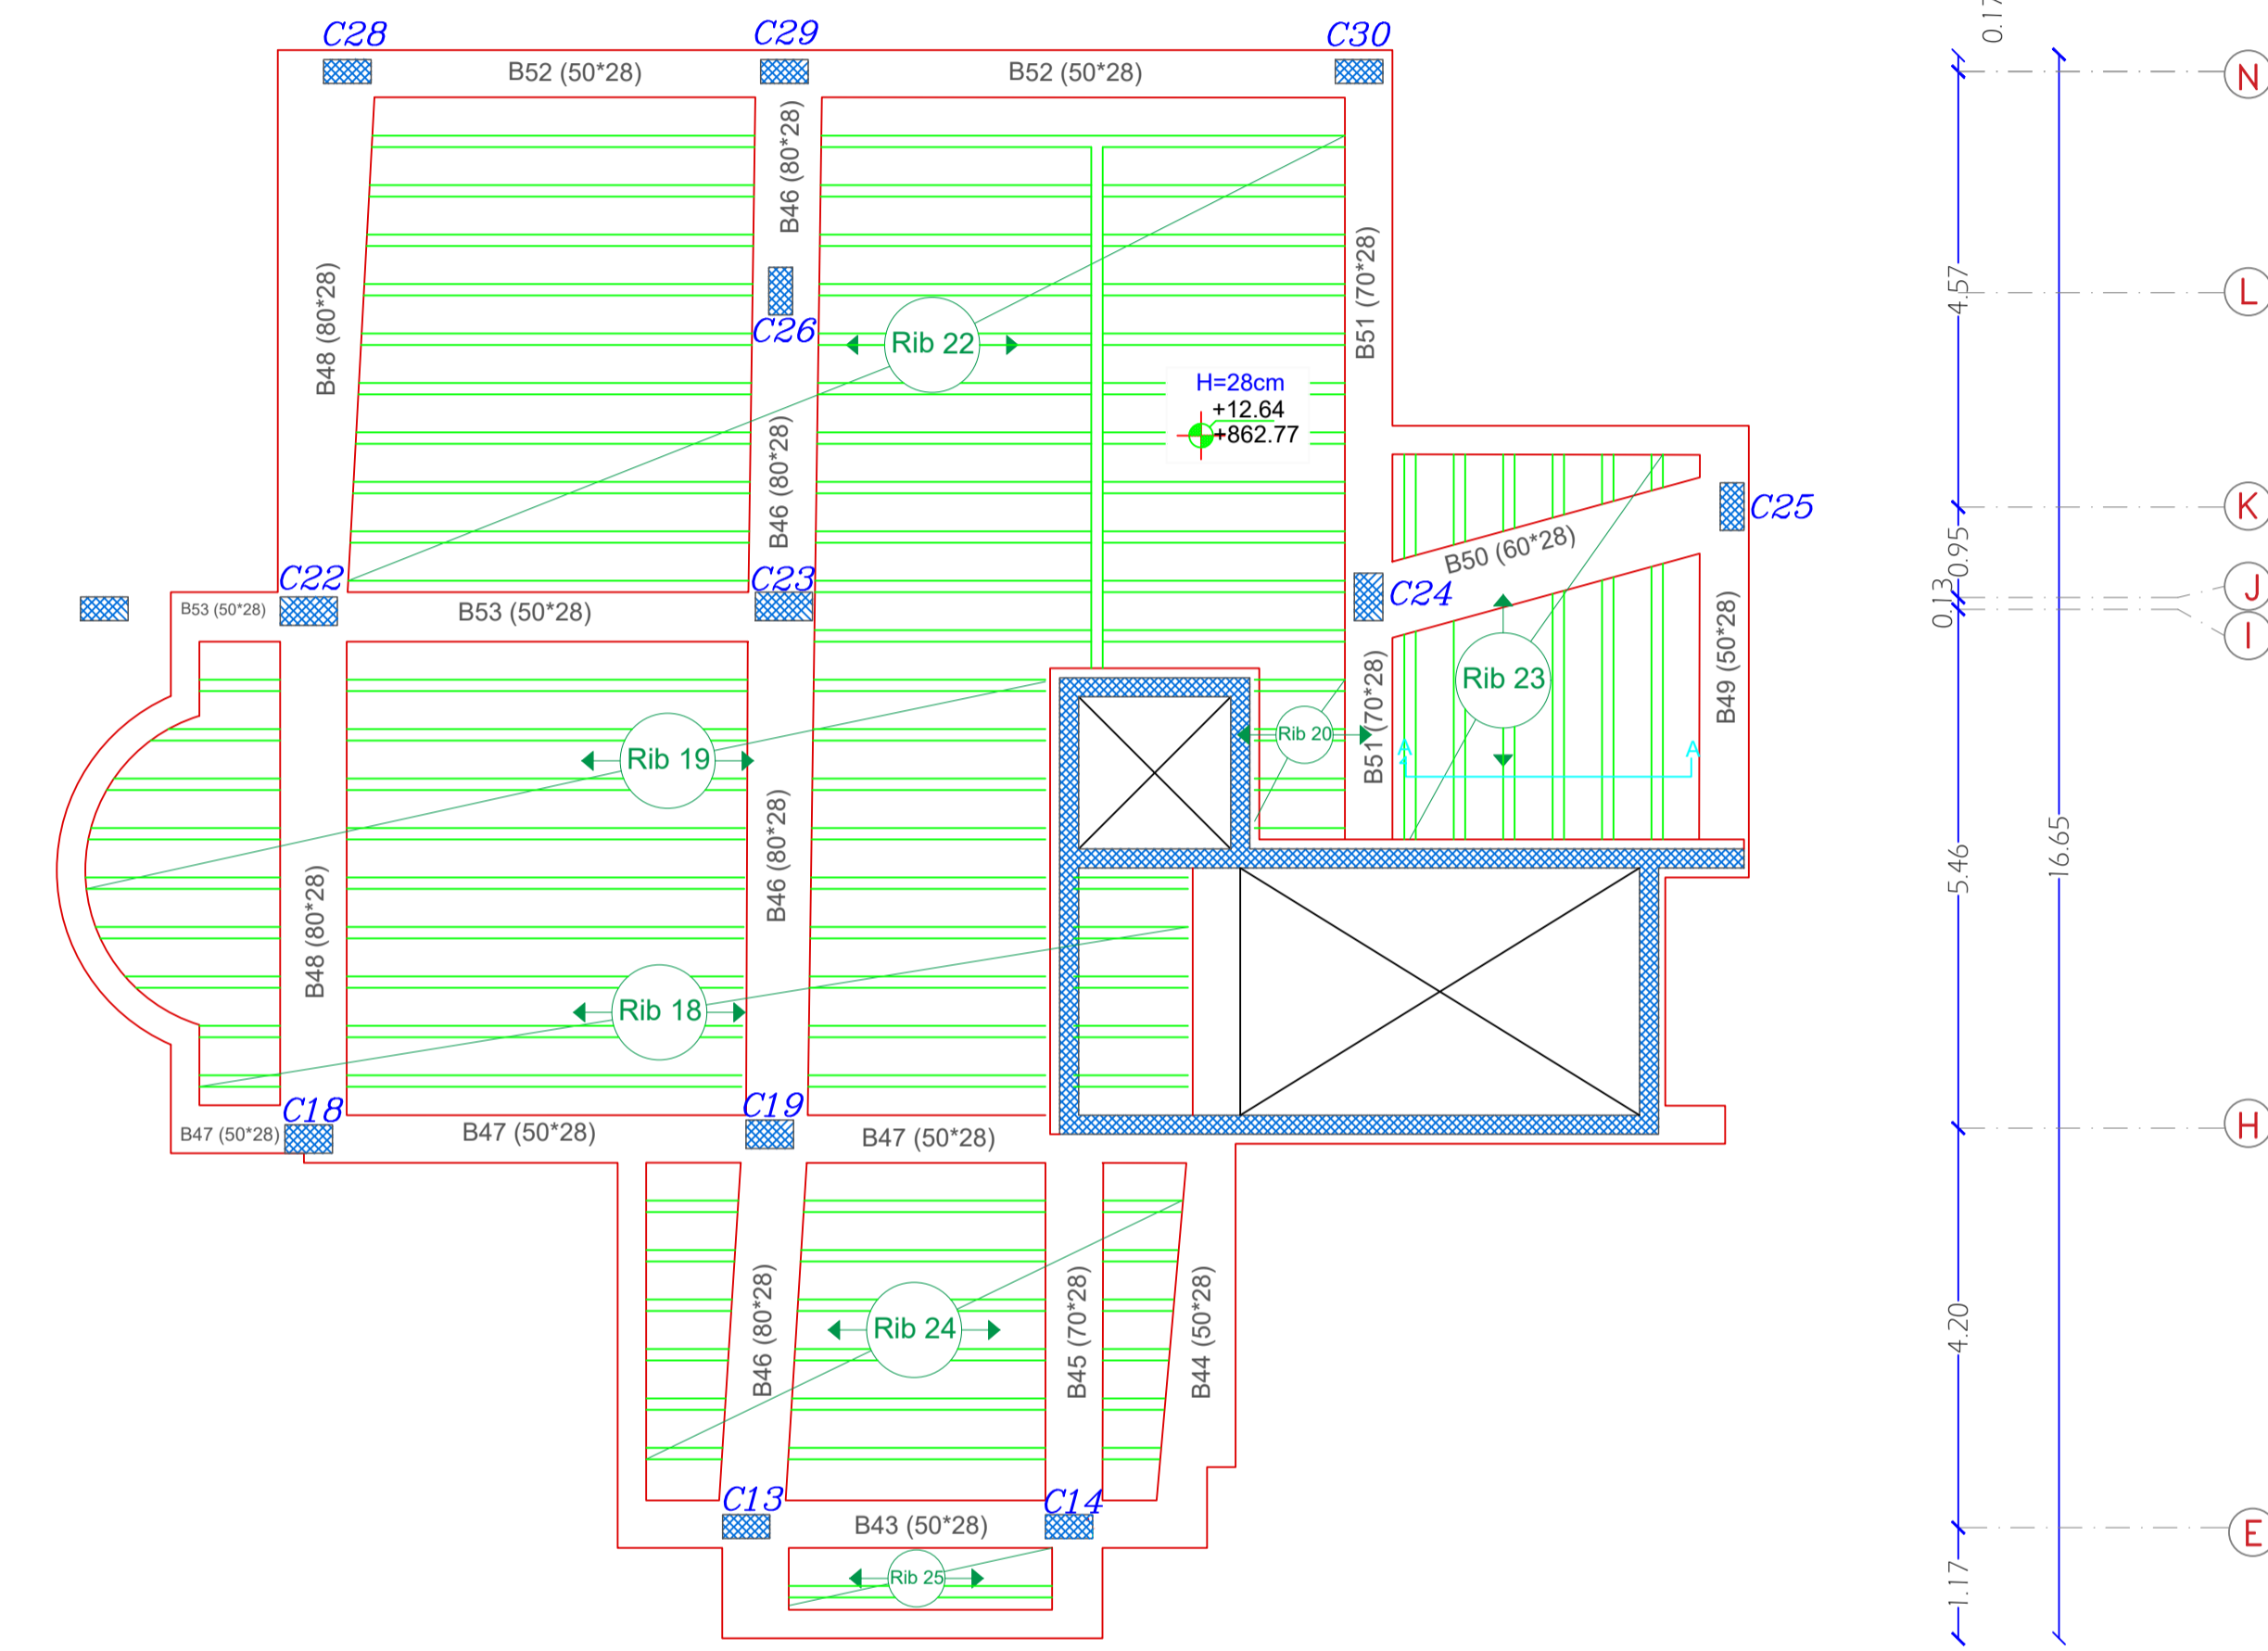 0.17
C28
C29
C30
N
B52 (50*28)
B52 (50*28)
B46 (80*28)
B48 (80*28)
B51 (70*28)
4.57
L
C26
Rib 22
H=28cm
+12.64
+862.77
B46 (80*28)
C25
K
B50 (60*28)
0.95
C22
C23
C24
0.13
J
B53 (50*28)
B53 (50*28)
I
B49 (50*28)
Rib 23
B51 (70*28)
Rib 19
Rib 20
A
A
B46 (80*28)
5.46
16.65
B48 (80*28)
Rib 18
C18
C19
H
B47 (50*28)
B47 (50*28)
B47 (50*28)
B46 (80*28)
Rib 24
B45 (70*28)
B44 (50*28)
4.20
C13
C14
B43 (50*28)
E
Rib 25
1.17